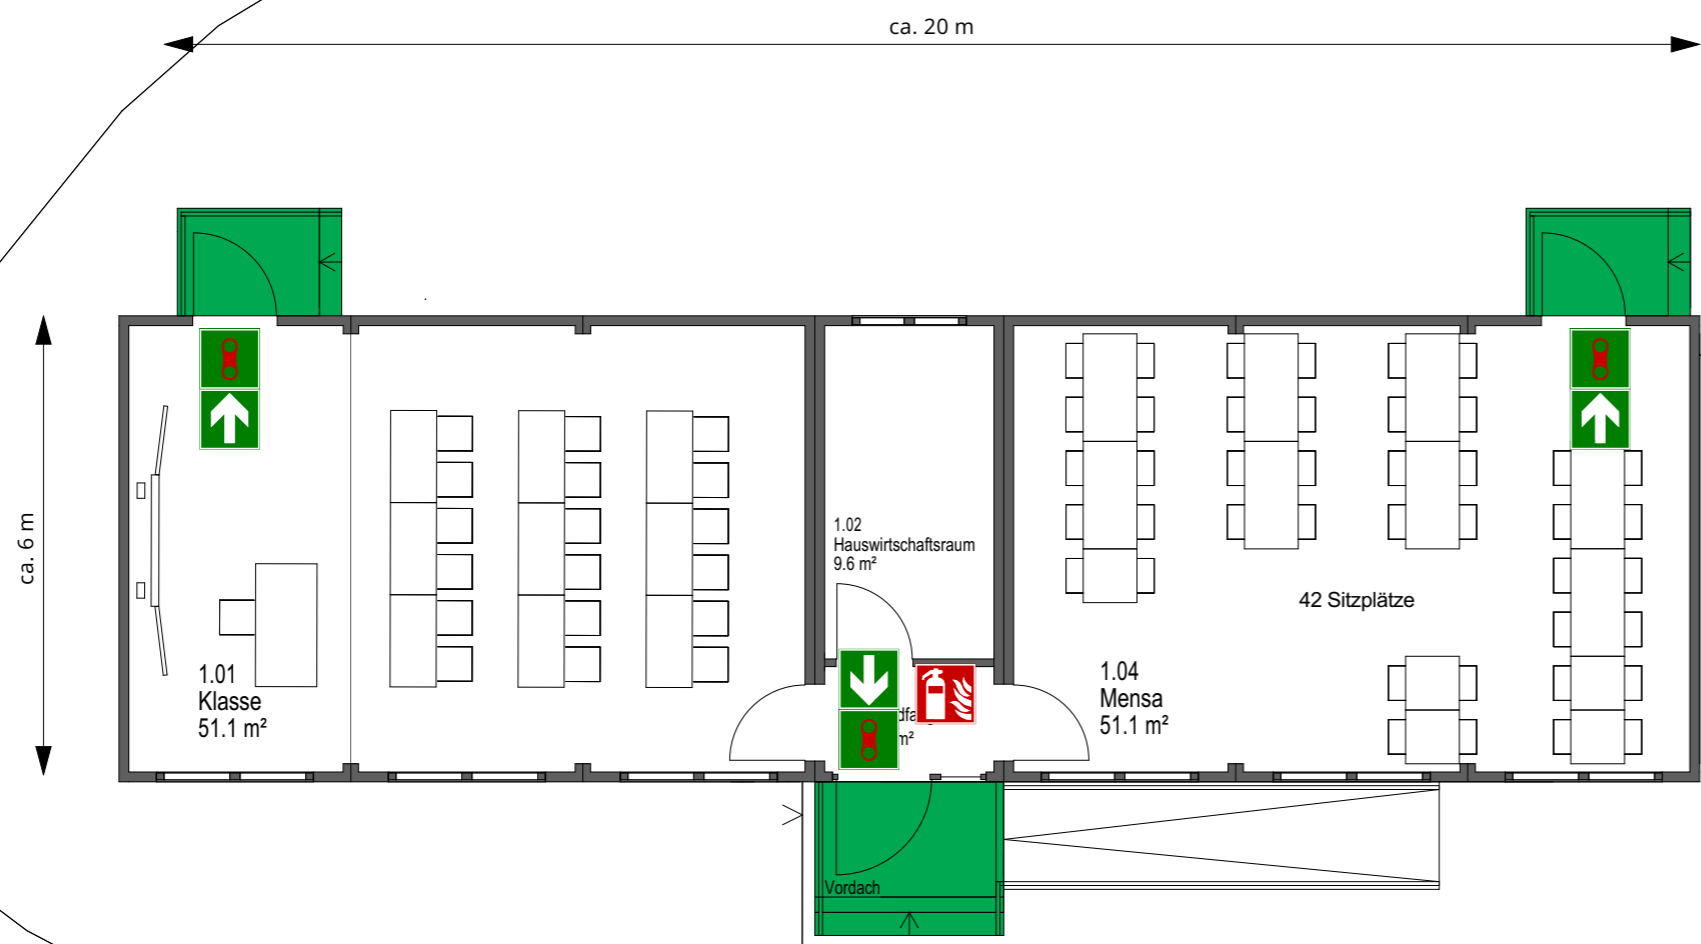 ca. 20 m
ca. 6 m
1.02
Hauswirtschaftsraum
9.6 m²
42 Sitzplätze
1.01
Klasse
51.1 m²
1.04
Mensa
51.1 m²
m²
Vordach